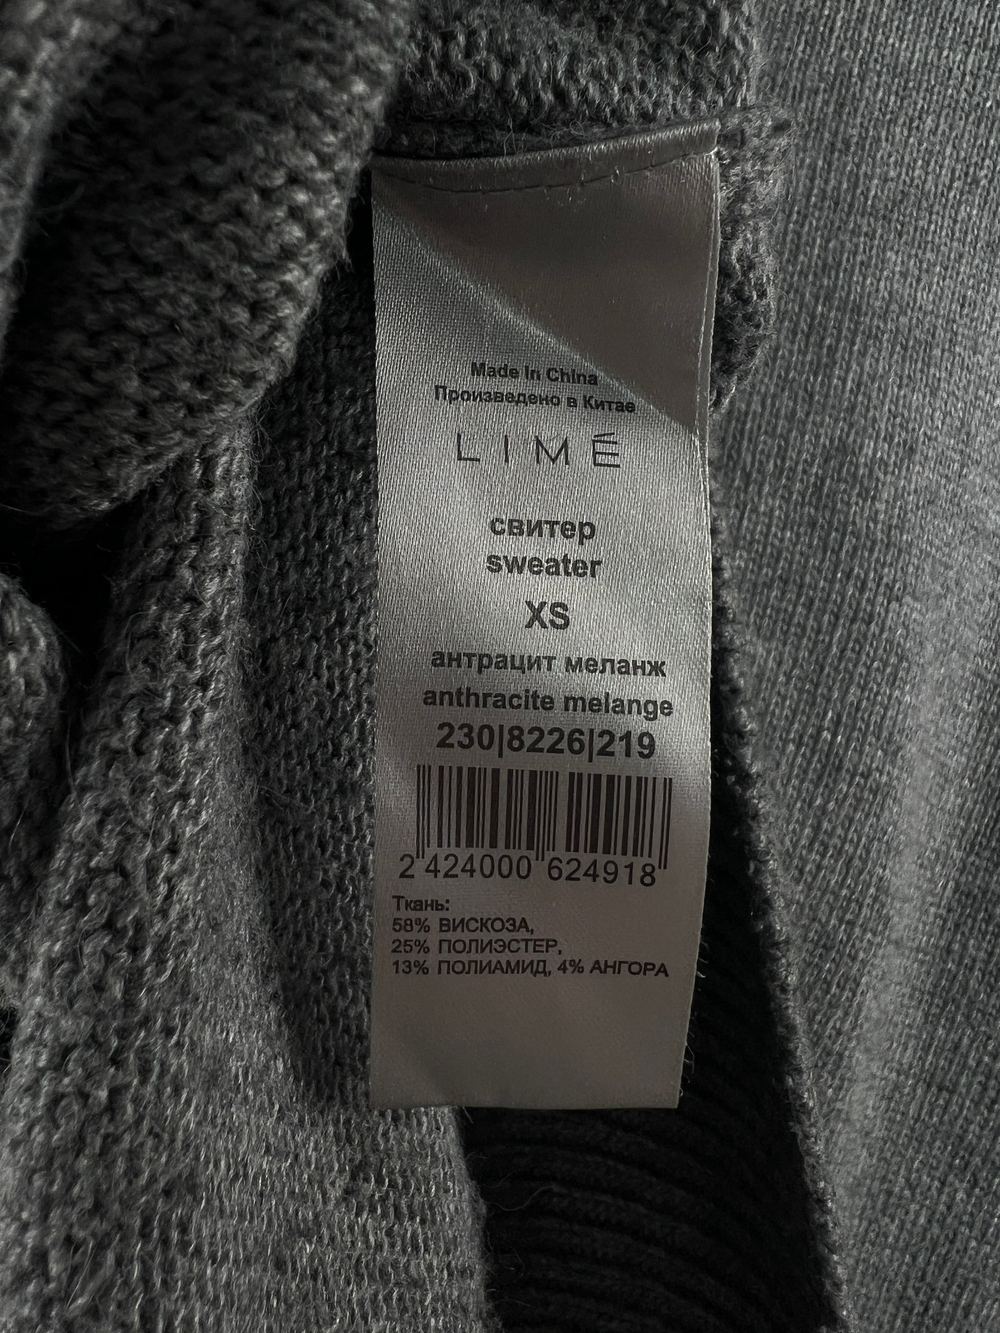 Made In China
Произведено в Китае
LIMÉ
свитер
sweater
XS
антрацит меланж
anthracite melange
230|8226|219
2 424000 624918
Ткань:
58% ВИСКОЗА,
25% ПОЛИЭСТЕР,
13% ПОЛИАМИД, 4% АНГОРА